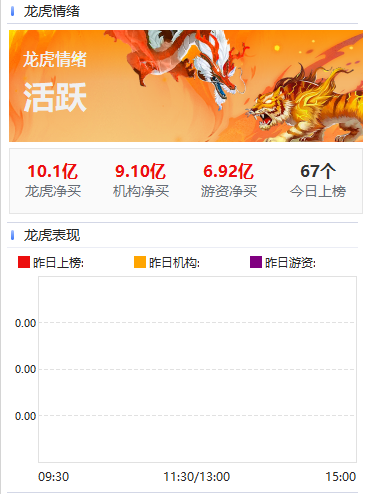 龙虎情绪
龙虎情绪
活跃
10.1亿 9.10亿 6.92亿 67个
龙虎净买 机构净买 游资净买 今日上榜
龙虎表现
昨日上榜: 昨日机构: 昨日游资:
0.00
0.00
0.00
09:30 11:30/13:00 15:00